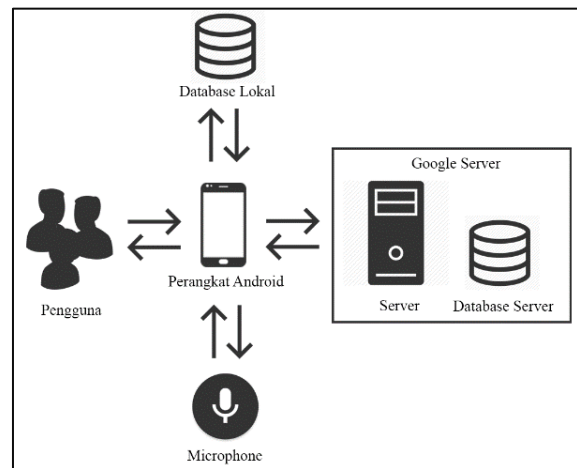 Database Lokal
Google Server
Perangkat Android
Pengguna
Server
Database Server
Microphone